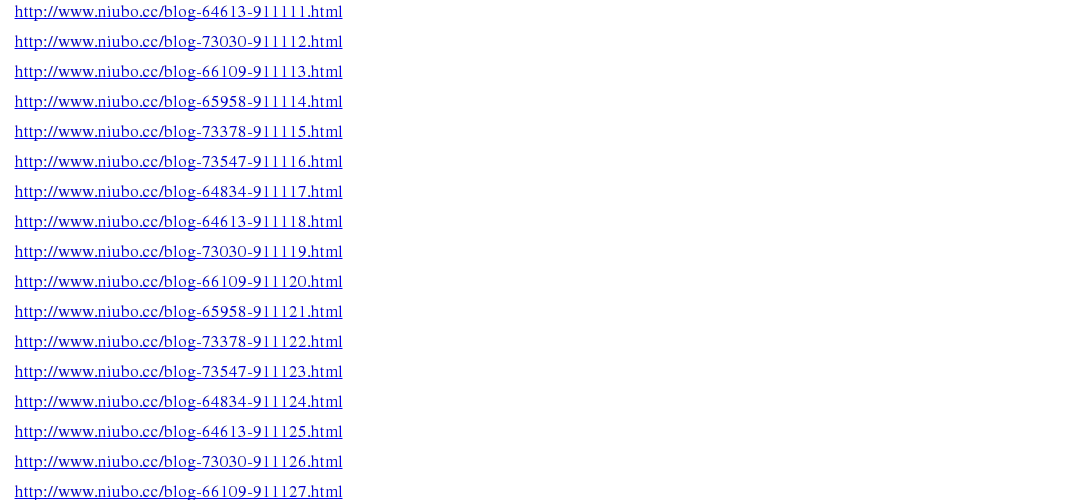 http://www.niubo.cc/blog-64613-911111.html
http://www.niubo.cc/blog-73030-911112.html
http://www.niubo.cc/blog-66109-911113.html
http://www.niubo.cc/blog-65958-911114.html
http://www.niubo.cc/blog-73378-911115.html
http://www.niubo.cc/blog-73547-911116.html
http://www.niubo.cc/blog-64834-911117.html
http://www.niubo.cc/blog-64613-911118.html
http://www.niubo.cc/blog-73030-911119.html
http://www.niubo.cc/blog-66109-911120.html
http://www.niubo.cc/blog-65958-911121.html
http://www.niubo.cc/blog-73378-911122.html
http://www.niubo.cc/blog-73547-911123.html
http://www.niubo.cc/blog-64834-911124.html
http://www.niubo.cc/blog-64613-911125.html
http://www.niubo.cc/blog-73030-911126.html
http://www.niubo.cc/blog-66109-911127.html